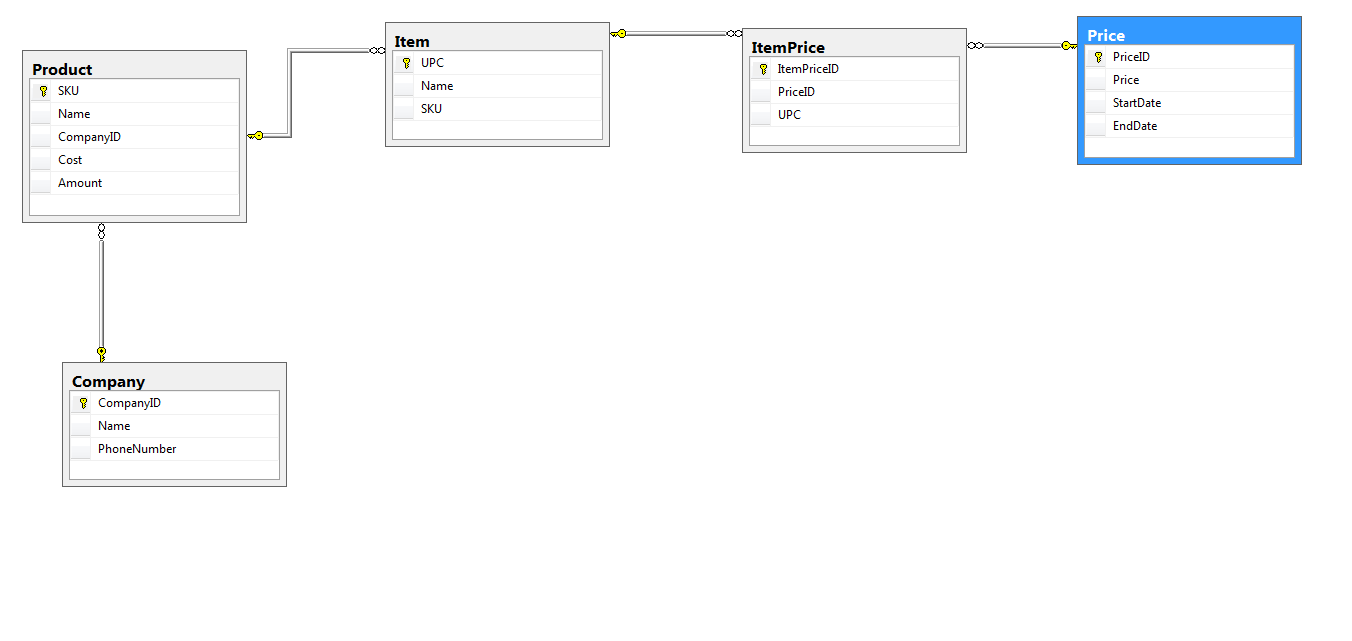 Product
SKU
Name
CompanyID
Cost
Amount
Item
UPC
Name
SKU
ItemPrice
ItemPriceID
PriceID
UPC
Price
PriceID
Price
StartDate
EndDate
Company
CompanyID
Name
PhoneNumber